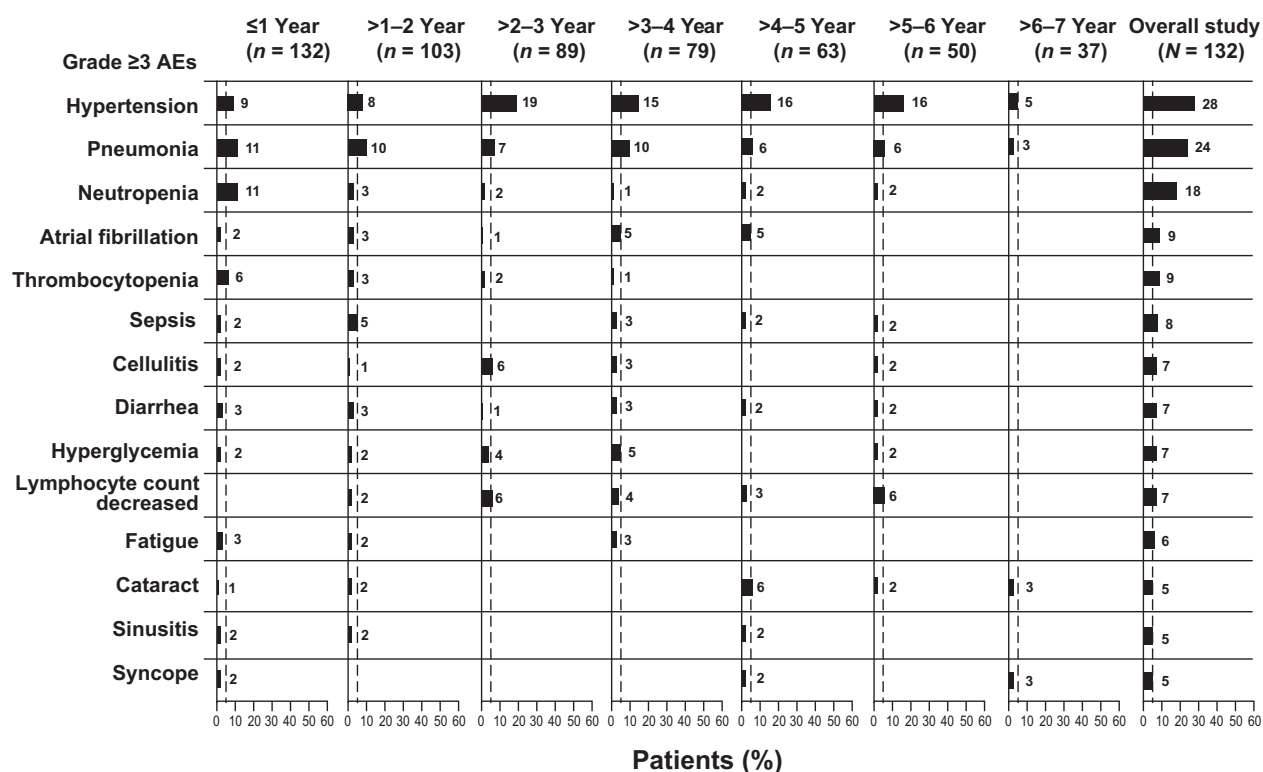 ≤1 Year >1–2 Year >2–3 Year >3–4 Year >4–5 Year >5–6 Year >6–7 Year Overall study
Grade ≥3 AEs (n = 132) (n = 103) (n = 89) (n = 79) (n = 63) (n = 50) (n = 37) (N = 132)
Hypertension 9 8 19 15 16 16 5 28
Pneumonia 11 10 7 10 6 6 3 24
Neutropenia 11 3 2 1 2 2 18
Atrial fibrillation 2 3 1 5 5 9
Thrombocytopenia 6 3 2 1 9
Sepsis 2 5 3 2 2 8
Cellulitis 2 1 6 3 2 7
Diarrhea 3 3 1 3 2 2 7
Hyperglycemia 2 2 4 5 2 7
Lymphocyte count
decreased 2 6 4 3 6 7
Fatigue 3 2 3 6
Cataract 1 2 6 2 3 5
Sinusitis 2 2 2 5
Syncope 2 2 3 5
0 10 20 30 40 50 60 0 10 20 30 40 50 60 0 10 20 30 40 50 60 0 10 20 30 40 50 60 0 10 20 30 40 50 60 0 10 20 30 40 50 60 0 10 20 30 40 50 60 0 10 20 30 40 50 60
Patients (%)